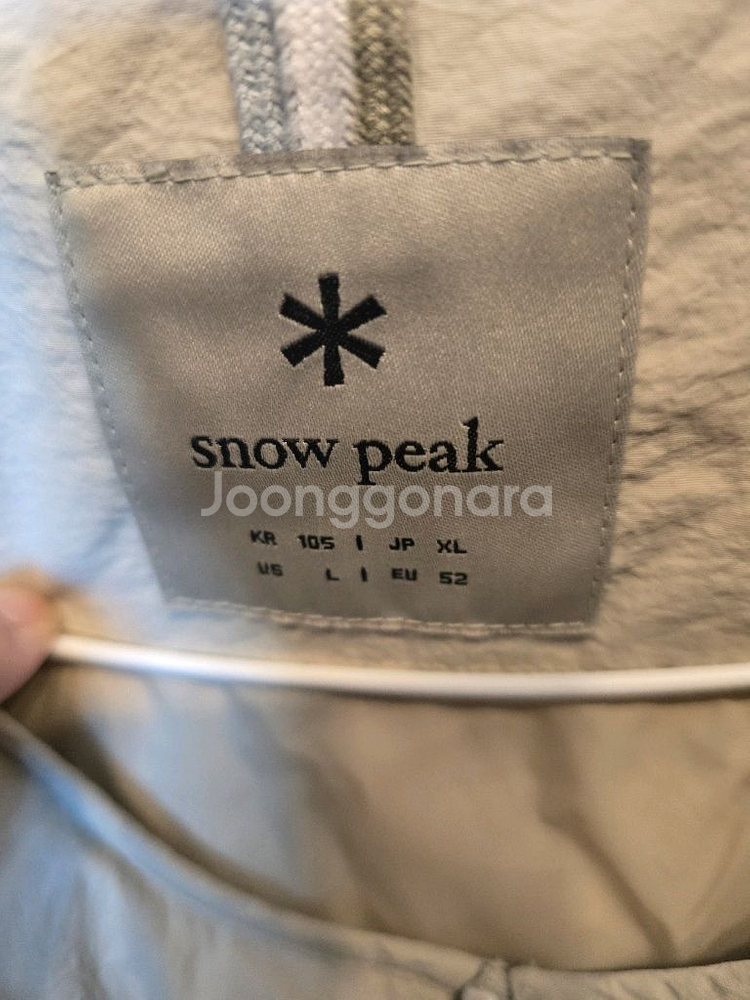 snow peak
Joonggonara
KR 105 | JP XL
US L | EU 52